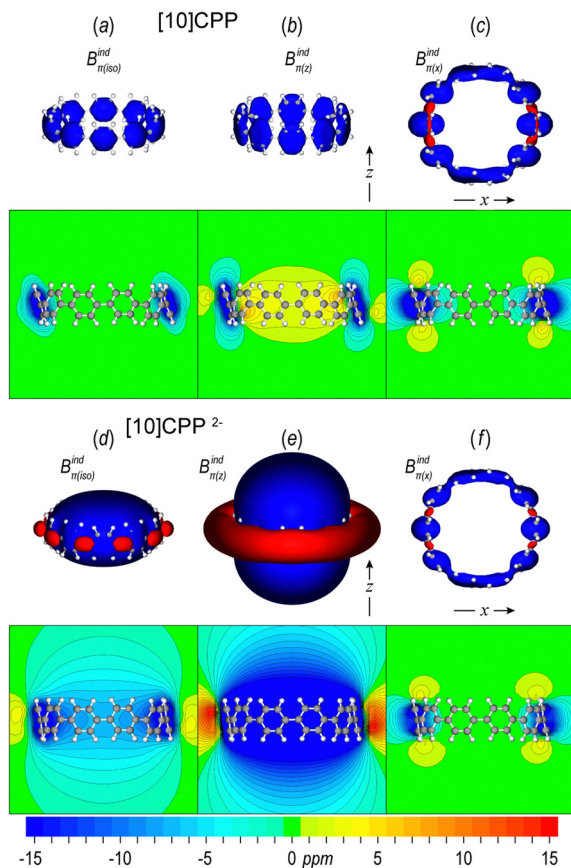 [10]CPP
(a) (b) (c)
B^ind_π(iso) B^ind_π(z) B^ind_π(x)
z
x
[10]CPP 2-
(d) (e) (f)
B^ind_π(iso) B^ind_π(z) B^ind_π(x)
z
x
-15 -10 -5 0 ppm 5 10 15